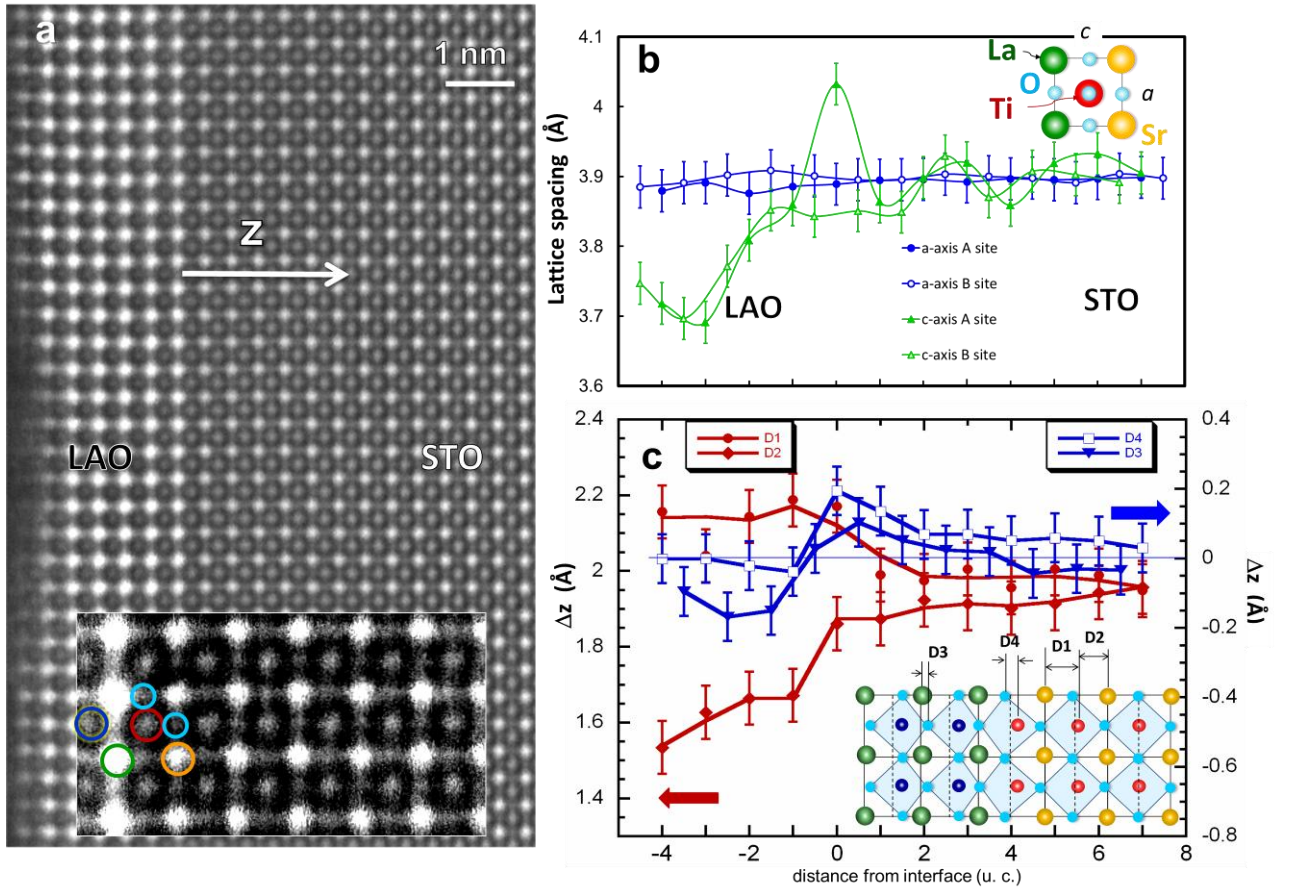 a
1 nm
Z
LAO
STO
b
4.1
4
3.9
3.8
3.7
3.6
Lattice spacing (Å)
c
La
O
a
Ti
Sr
a-axis A site
a-axis B site
c-axis A site
c-axis B site
LAO
STO
c
2.4
2.2
2
1.8
1.6
1.4
Δz (Å)
D1
D2
D4
D3
0.4
0.2
0
-0.2
-0.4
-0.6
-0.8
Δz (Å)
D3
D4
D1
D2
-4
-2
0
2
4
6
8
distance from interface (u. c.)